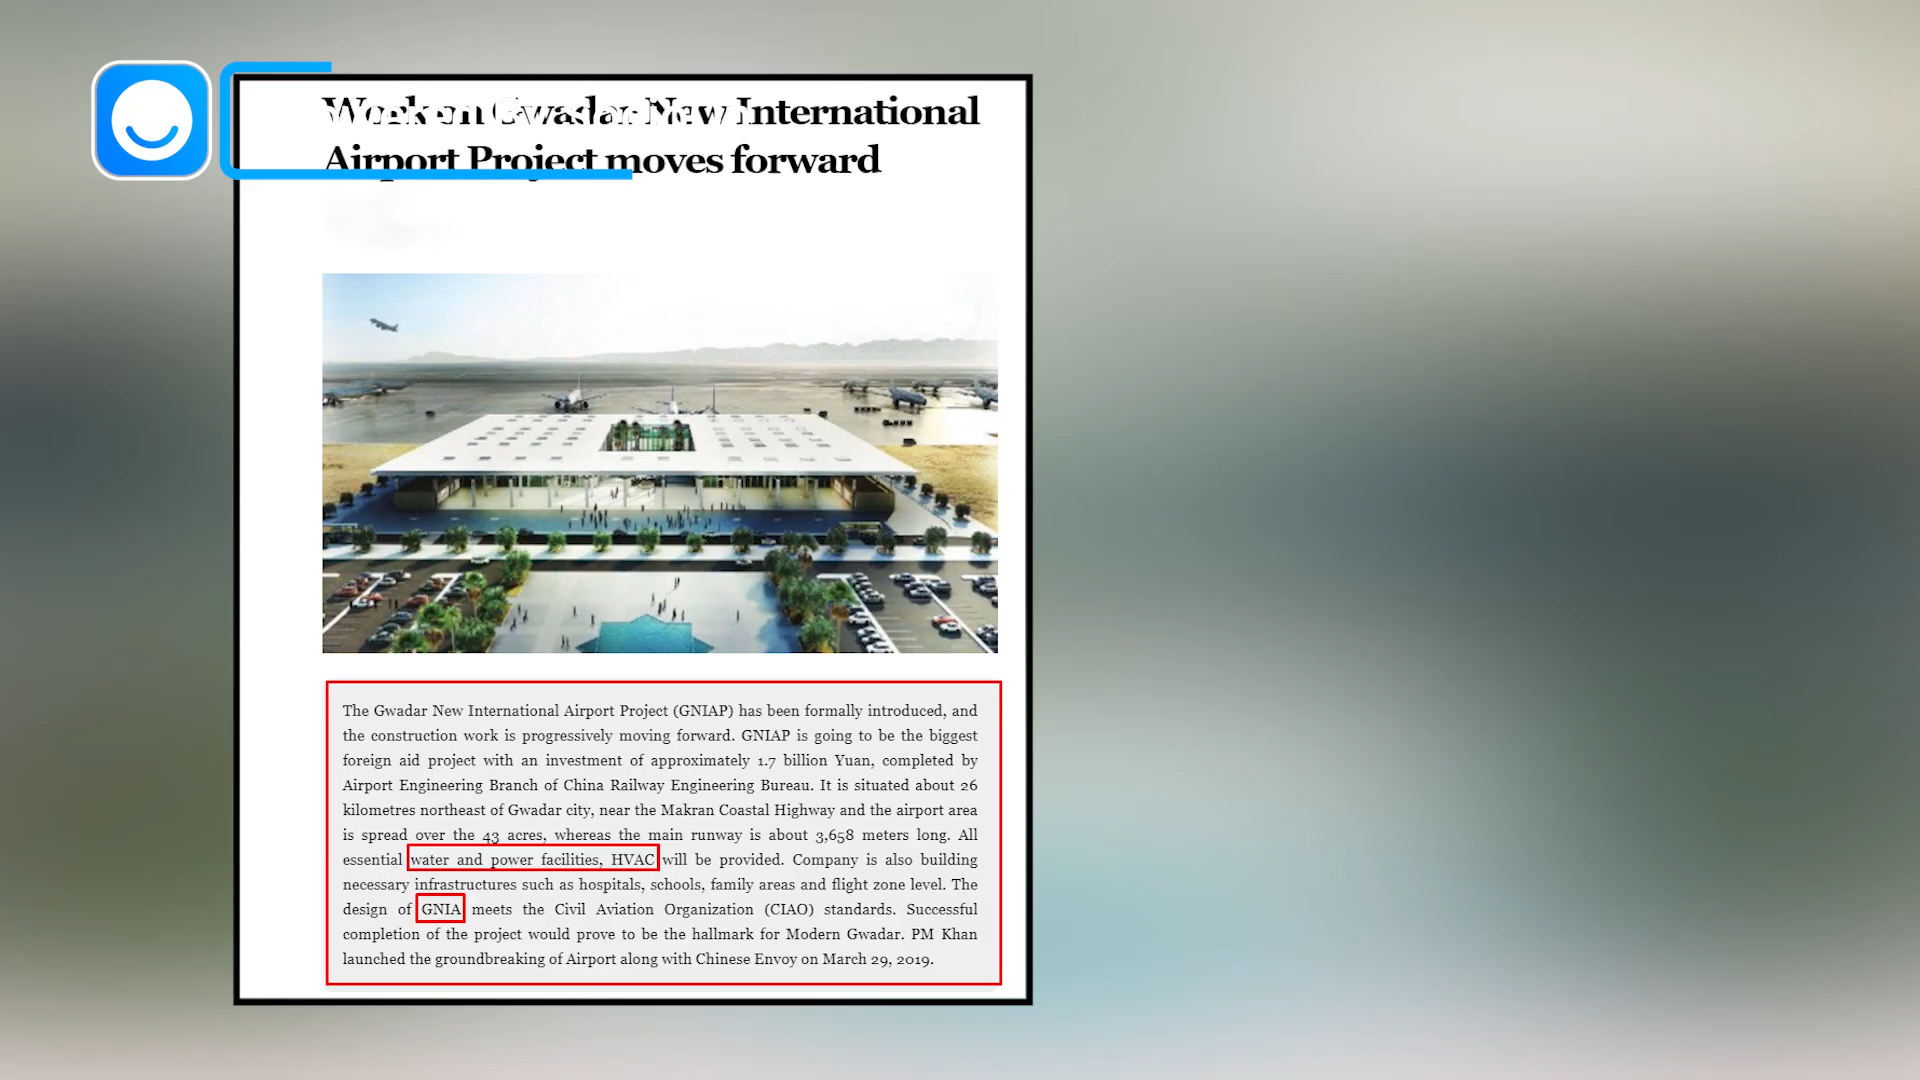 Work on Gwadar New International
Airport Project moves forward
The Gwadar New International Airport Project (GNIAP) has been formally introduced, and
the construction work is progressively moving forward. GNIAP is going to be the biggest
foreign aid project with an investment of approximately 1.7 billion Yuan, completed by
Airport Engineering Branch of China Railway Engineering Bureau. It is situated about 26
kilometres northeast of Gwadar city, near the Makran Coastal Highway and the airport area
is spread over the 43 acres, whereas the main runway is about 3,658 meters long. All
essential water and power facilities, HVAC will be provided. Company is also building
necessary infrastructures such as hospitals, schools, family areas and flight zone level. The
design of GNIA meets the Civil Aviation Organization (CIAO) standards. Successful
completion of the project would prove to be the hallmark for Modern Gwadar. PM Khan
launched the groundbreaking of Airport along with Chinese Envoy on March 29, 2019.